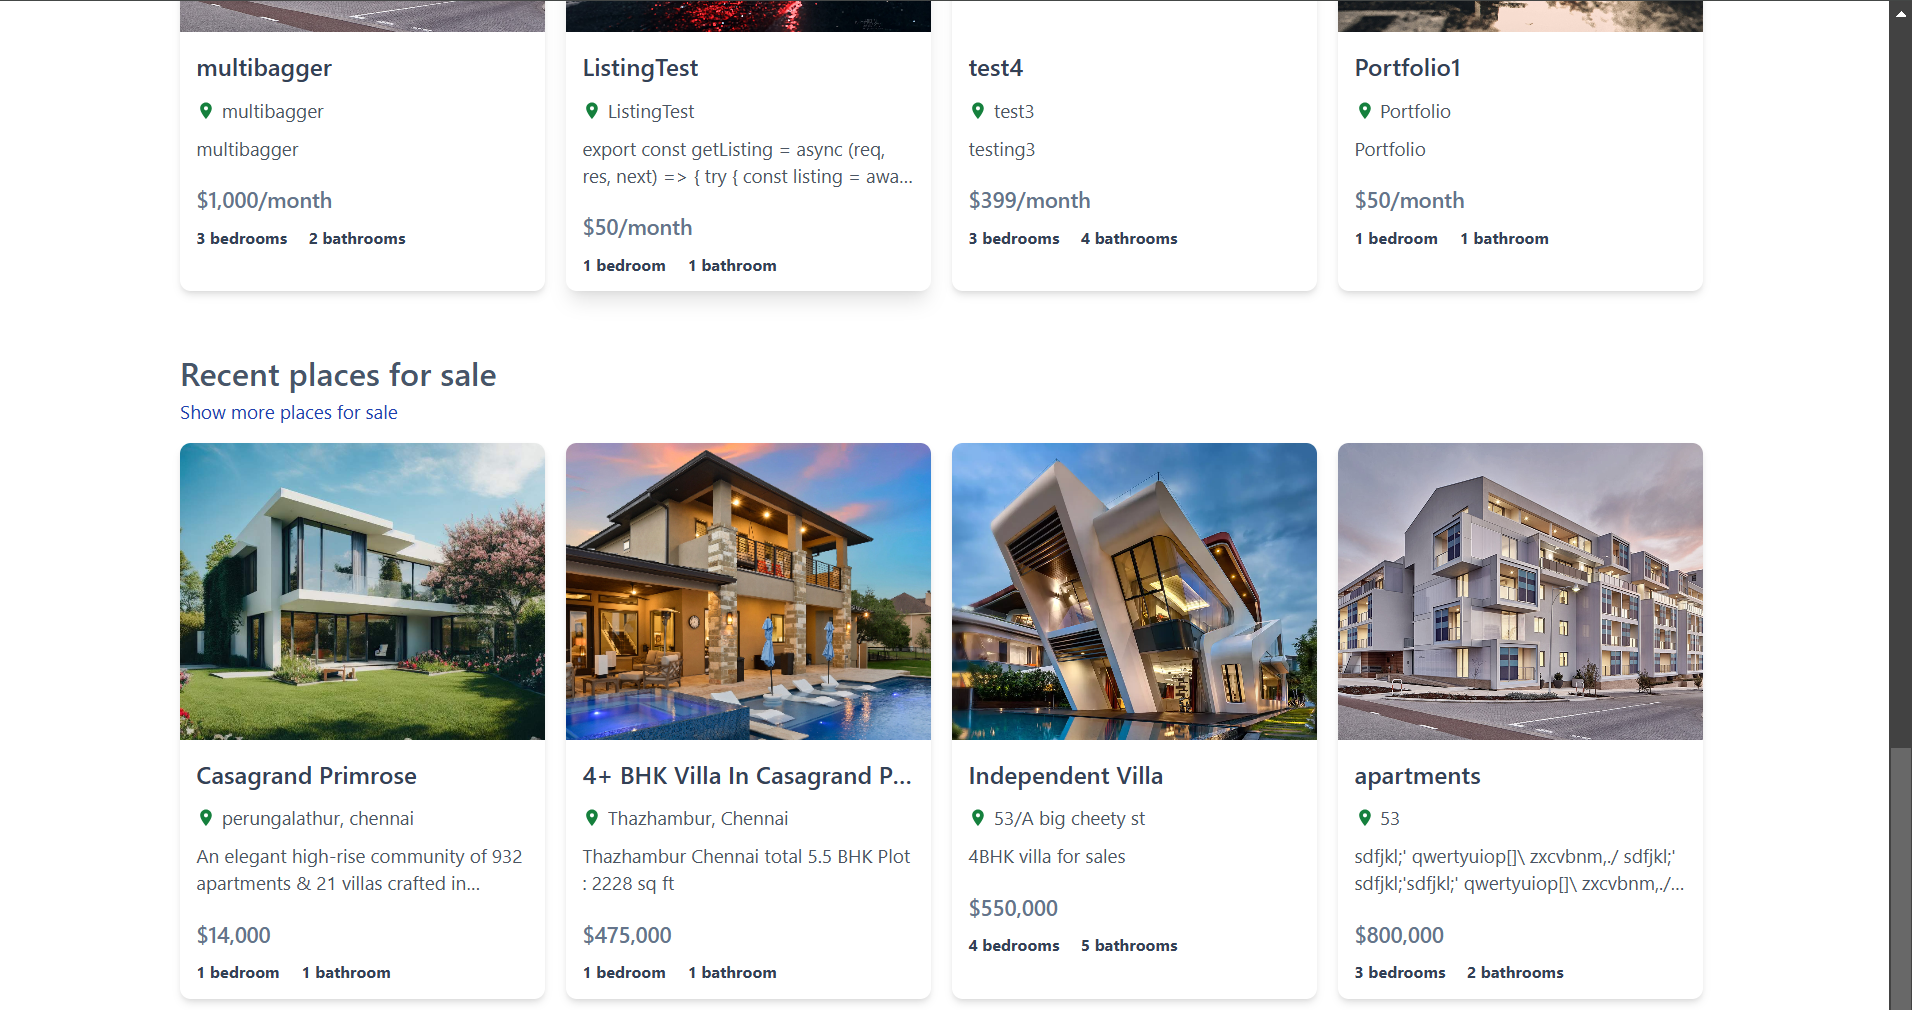 multibagger
multibagger
multibagger
$1,000/month
3 bedrooms 2 bathrooms
ListingTest
ListingTest
export const getListing = async (req,
res, next) => { try { const listing = awa...
$50/month
1 bedroom 1 bathroom
test4
test3
testing3
$399/month
3 bedrooms 4 bathrooms
Portfolio1
Portfolio
Portfolio
$50/month
1 bedroom 1 bathroom
Recent places for sale
Show more places for sale
Casagrand Primrose
perungalathur, chennai
An elegant high-rise community of 932
apartments & 21 villas crafted in...
$14,000
1 bedroom 1 bathroom
4+ BHK Villa In Casagrand P...
Thazhambur, Chennai
Thazhambur Chennai total 5.5 BHK Plot
: 2228 sq ft
$475,000
1 bedroom 1 bathroom
Independent Villa
53/A big cheety st
4BHK villa for sales
$550,000
4 bedrooms 5 bathrooms
apartments
53
sdfjkl;' qwertyuiop[]\ zxcvbnm,./ sdfjkl;'
sdfjkl;'sdfjkl;' qwertyuiop[]\ zxcvbnm,./...
$800,000
3 bedrooms 2 bathrooms